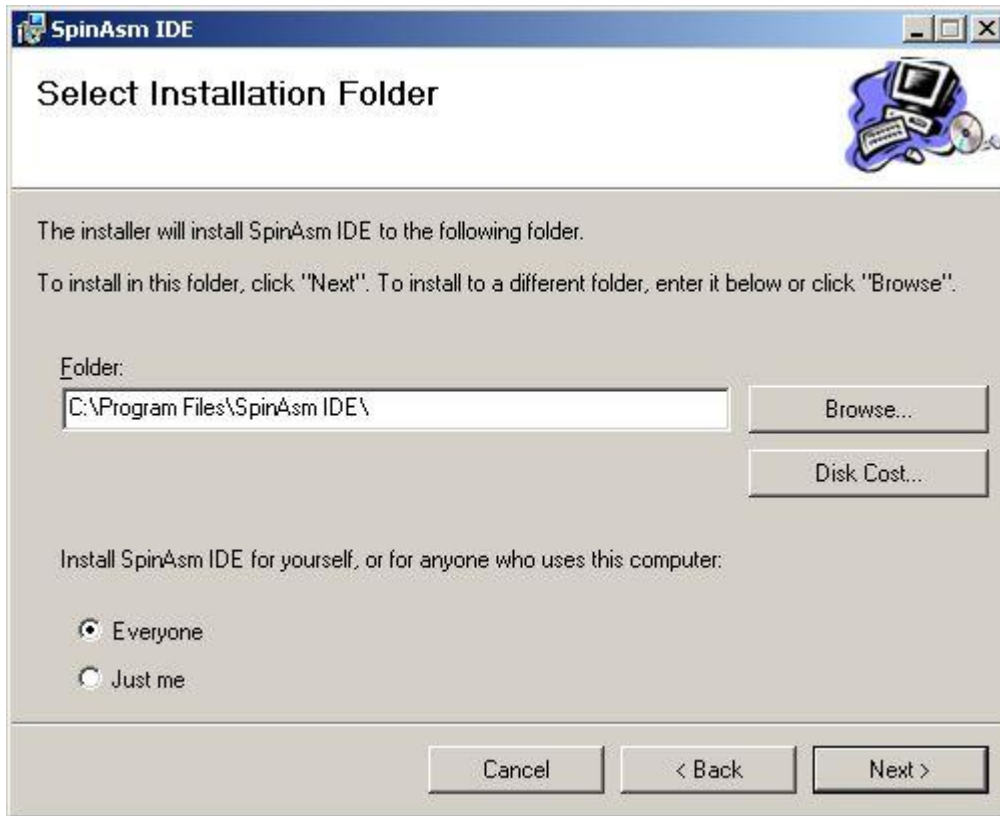 SpinAsm IDE
Select Installation Folder
The installer will install SpinAsm IDE to the following folder.
To install in this folder, click "Next". To install to a different folder, enter it below or click "Browse".
Folder:
C:\Program Files\SpinAsm IDE\
Browse...
Disk Cost...
Install SpinAsm IDE for yourself, or for anyone who uses this computer:
Everyone
Just me
Cancel
< Back
Next >